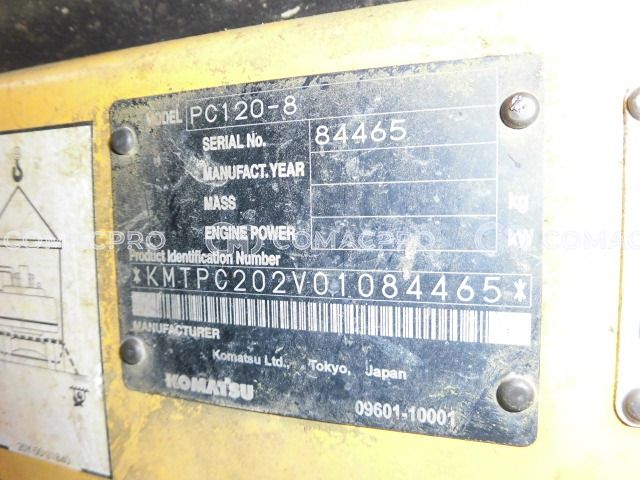 MODEL PC120-8
SERIAL No. 84465
MANUFACT. YEAR
MASS kg
ENGINE POWER kW
COMACPRO COMACPRO
Product Identification Number
*KMTPC202V01084465*
MANUFACTURER
Komatsu Ltd., Tokyo, Japan
KOMATSU
09601-10001